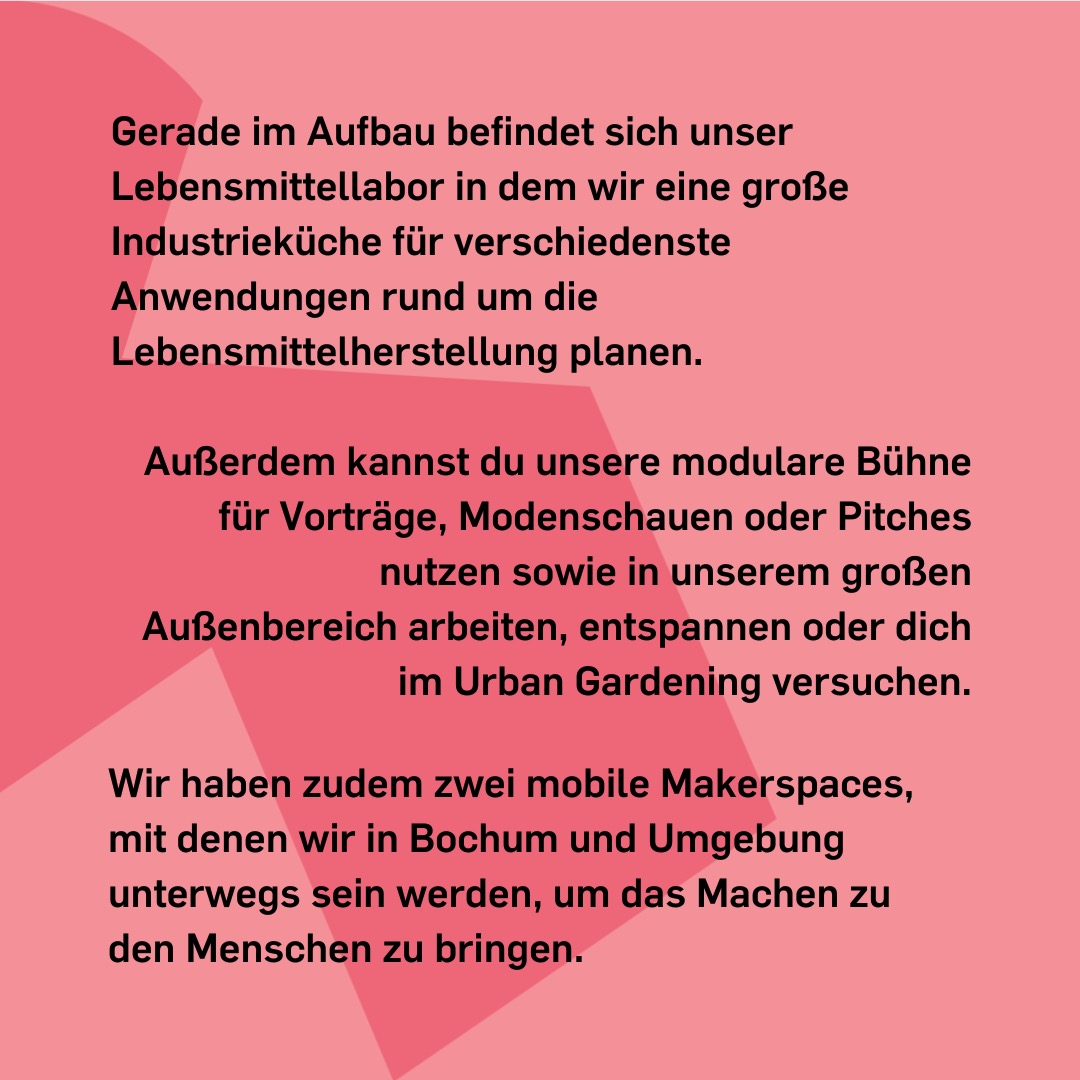 Gerade im Aufbau befindet sich unser
Lebensmittellabor in dem wir eine große
Industrieküche für verschiedenste
Anwendungen rund um die
Lebensmittelherstellung planen.
Außerdem kannst du unsere modulare Bühne
für Vorträge, Modenschauen oder Pitches
nutzen sowie in unserem großen
Außenbereich arbeiten, entspannen oder dich
im Urban Gardening versuchen.
Wir haben zudem zwei mobile Makerspaces,
mit denen wir in Bochum und Umgebung
unterwegs sein werden, um das Machen zu
den Menschen zu bringen.